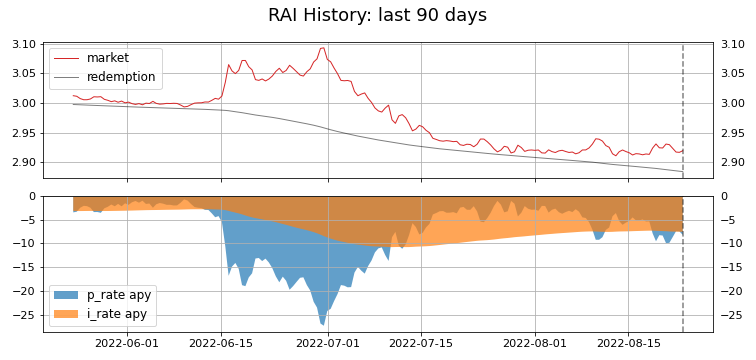 RAI History: last 90 days
3.10 3.10
market
redemption
3.05 3.05
3.00 3.00
2.95 2.95
2.90 2.90
0 0
−5 −5
−10 −10
−15 −15
−20 −20
p_rate apy
i_rate apy
−25 −25
2022-06-01 2022-06-15 2022-07-01 2022-07-15 2022-08-01 2022-08-15